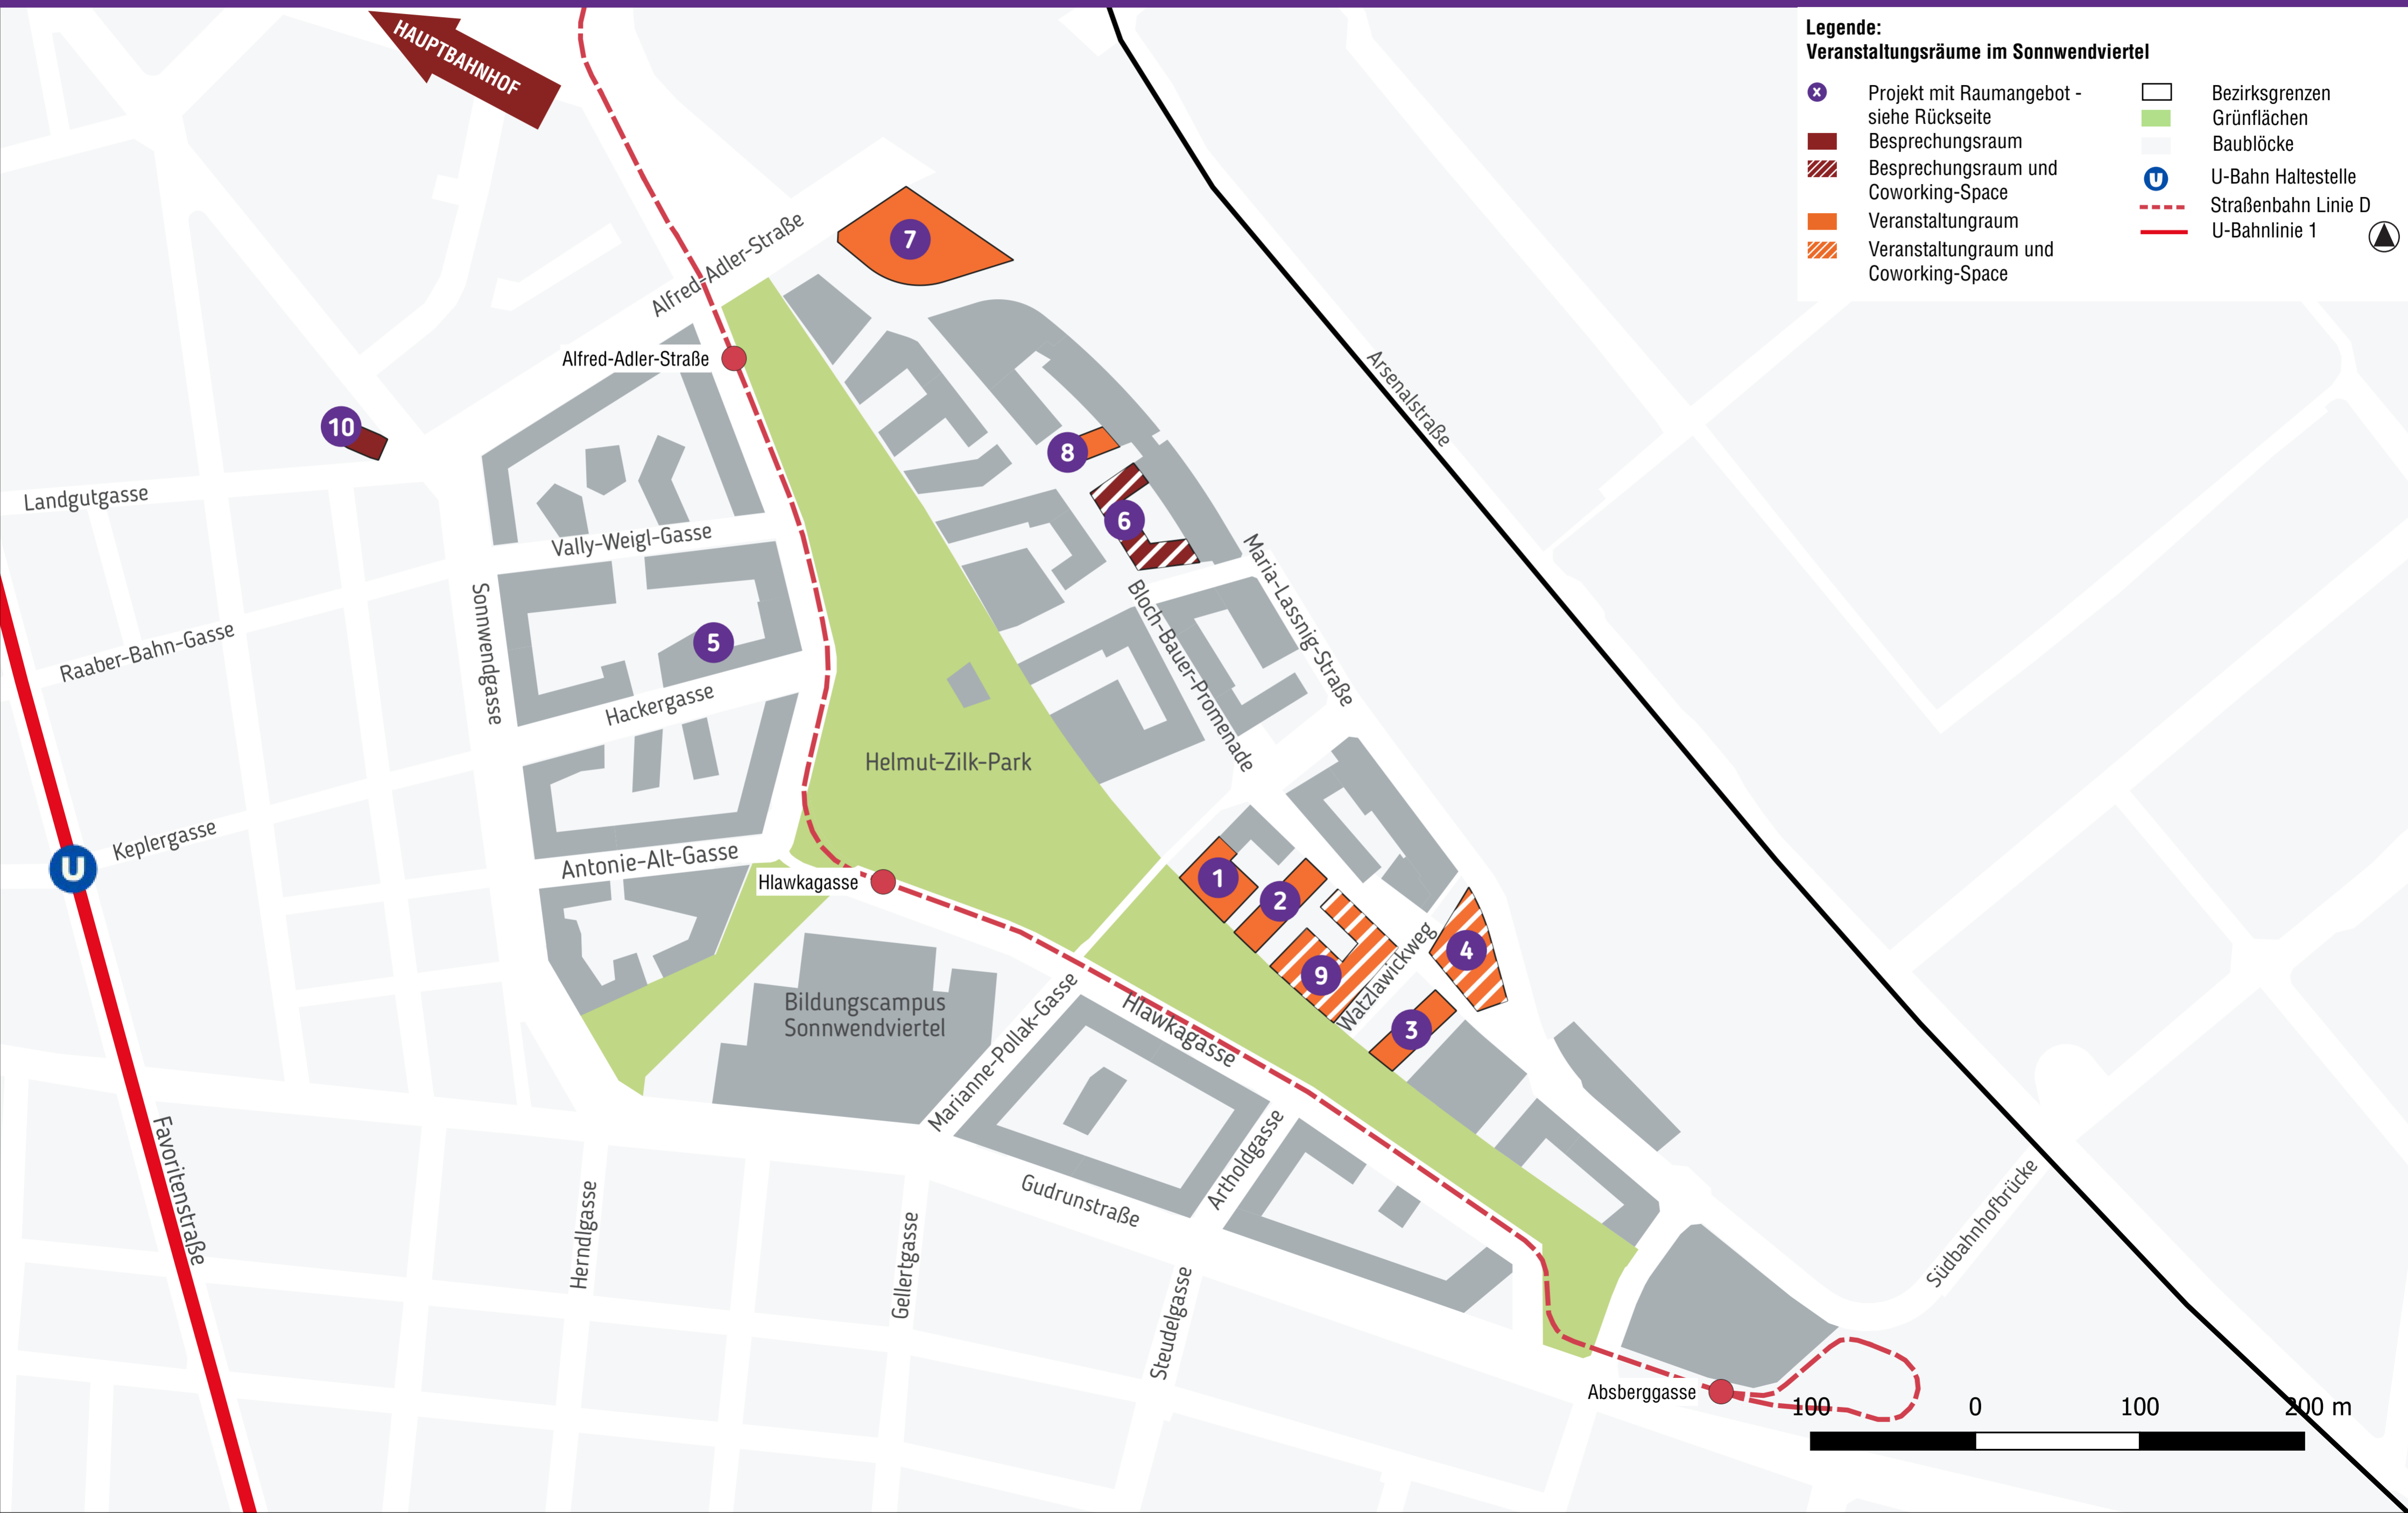 HAUPTBAHNHOF
Legende:
Veranstaltungsräume im Sonnwendviertel
x
Projekt mit Raumangebot -
siehe Rückseite
Besprechungsraum
Besprechungsraum und
Coworking-Space
Veranstaltungraum
Veranstaltungraum und
Coworking-Space
Bezirksgrenzen
Grünflächen
Baublöcke
U
U-Bahn Haltestelle
Straßenbahn Linie D
U-Bahnlinie 1
Alfred-Adler-Straße
7
Alfred-Adler-Straße
Arsenalstraße
10
8
Landgutgasse
6
Vally-Weigl-Gasse
Maria-Lassnig-Straße
Sonnwendgasse
Bloch-Bauer-Promenade
Raaber-Bahn-Gasse
5
Hackergasse
Helmut-Zilk-Park
Keplergasse
U
Antonie-Alt-Gasse
Hlawkagasse
1
2
4
9
Watzlawickweg
3
Bildungscampus
Sonnwendviertel
Marianne-Pollak-Gasse
Hlawkagasse
Favoritenstraße
Artholdgasse
Gudrunstraße
Herndlgasse
Gellertgasse
Steudelgasse
Südbahnhofbrücke
Absberggasse
100 0 100 200 m